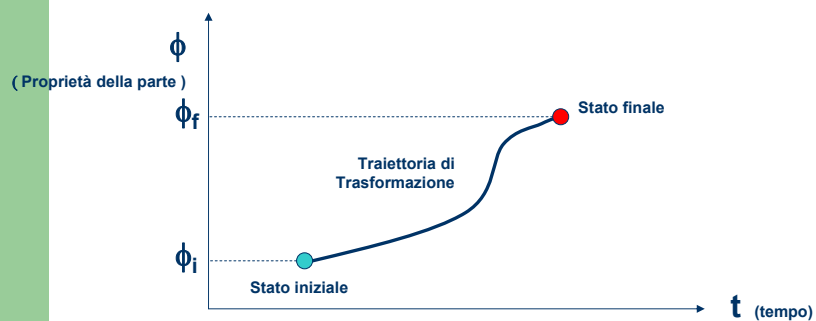 ϕ
( Proprietà della parte )
ϕf
Stato finale
Traiettoria di
Trasformazione
ϕi
Stato iniziale
t (tempo)